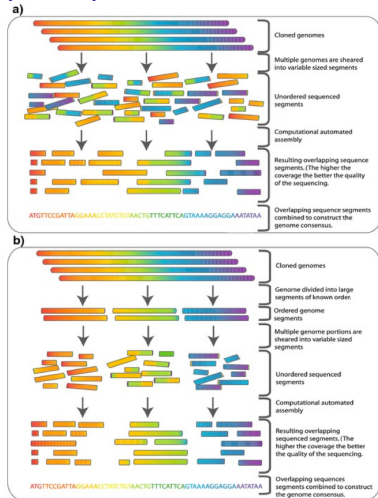 a)
Cloned genomes
Multiple genomes are sheared
into variable sized segments
Unordered sequenced
segments
Computational automated
assembly
Resulting overlapping sequence
segments. (The higher the
coverage the better the quality
of the sequencing.
ATGTTCCGATTAGGAAACCTATCTGTAACTGTTTCATTCAGTAAAAGGAGGAAATATAA
Overlapping sequence segments
combined to construct the
genome consensus.
b)
Cloned genomes
Genome divided into large
segments of known order.
Ordered genome
segments
Multiple genome portions are
sheared into variable sized
segments
Unordered sequenced
segments
Computational automated
assembly
Resulting overlapping
sequenced segments. (The
higher the coverage the better
the quality of the sequencing.
ATGTTCCGATTAGGAAACCTATCTGTAACTGTTTCATTCAGTAAAAGGAGGAAATATAA
Overlapping sequences
segments combined to construct
the genome consensus.